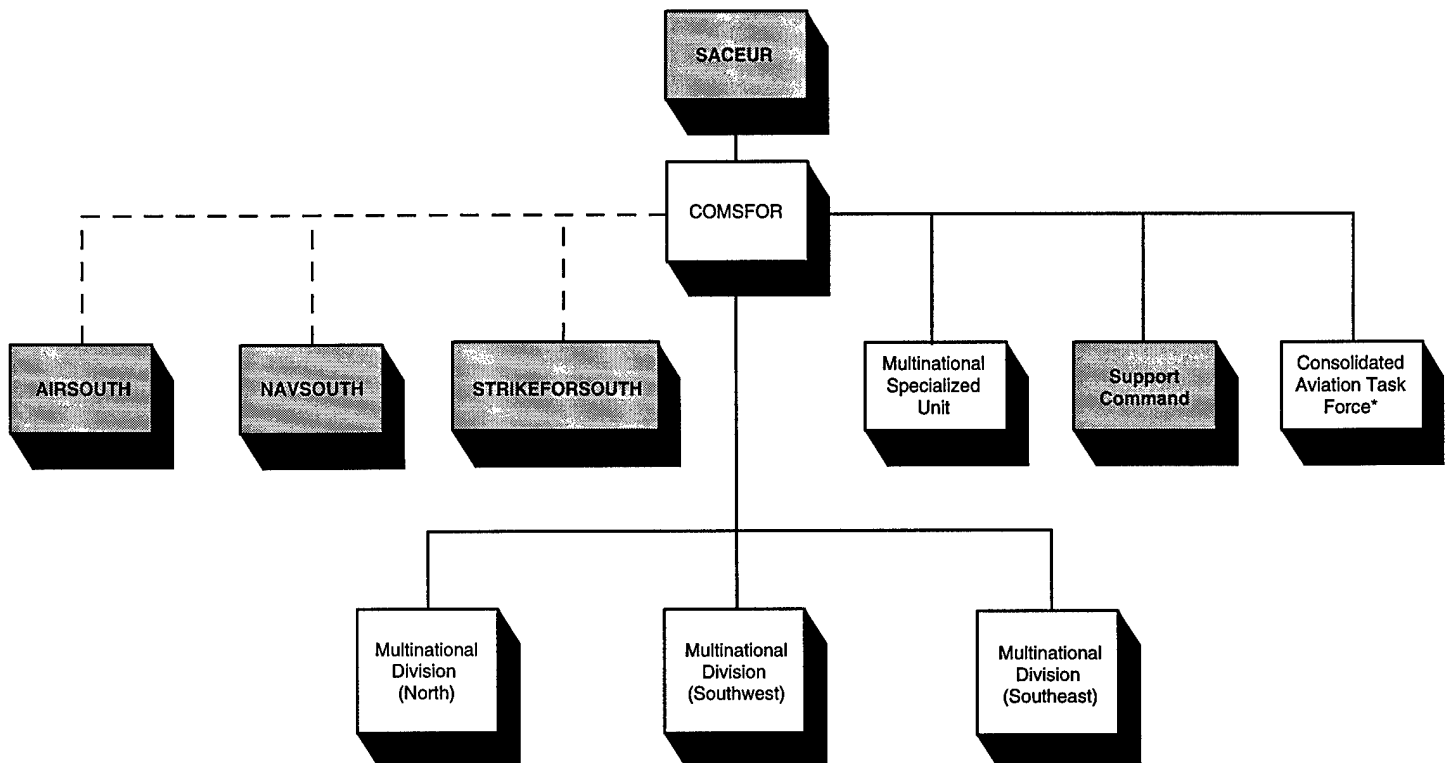 SACEUR
COMSFOR
AIRSOUTH
NAVSOUTH
STRIKEFORSOUTH
Multinational
Specialized
Unit
Support
Command
Consolidated
Aviation Task
Force*
Multinational
Division
(North)
Multinational
Division
(Southwest)
Multinational
Division
(Southeast)